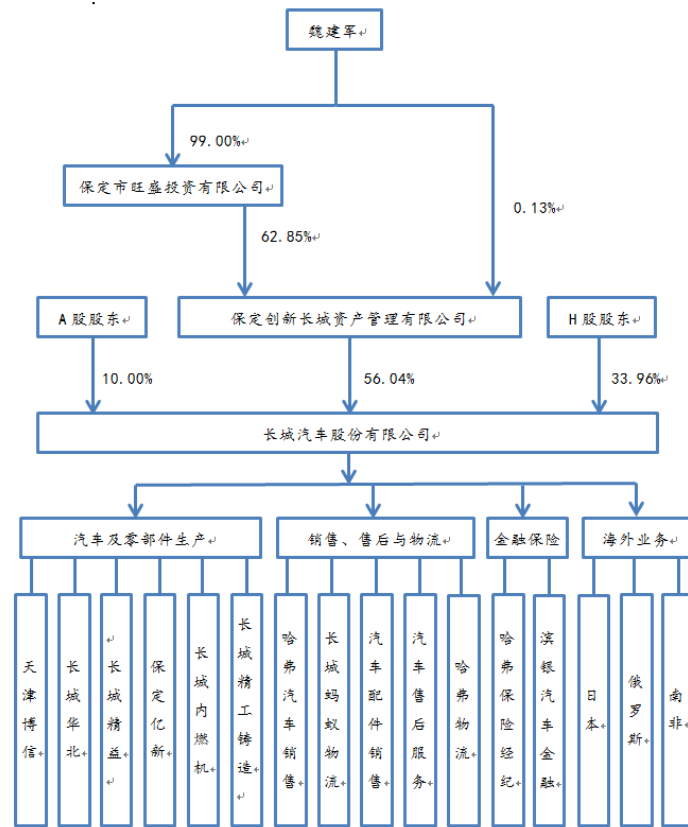 魏建军
99.00%
保定市旺盛投资有限公司
0.13%
62.85%
A股股东
保定创新长城资产管理有限公司
H股股东
10.00%
56.04%
33.96%
长城汽车股份有限公司
汽车及零部件生产
销售、售后与物流
金融保险
海外业务
天津博信
长城华北
长城精益
保定亿新
长城内燃机
长城精工铸造
哈弗汽车销售
长城蚂蚁物流
汽车配件销售
汽车售后服务
哈弗物流
哈弗保险经纪
滨银汽车金融
日本
俄罗斯
南非